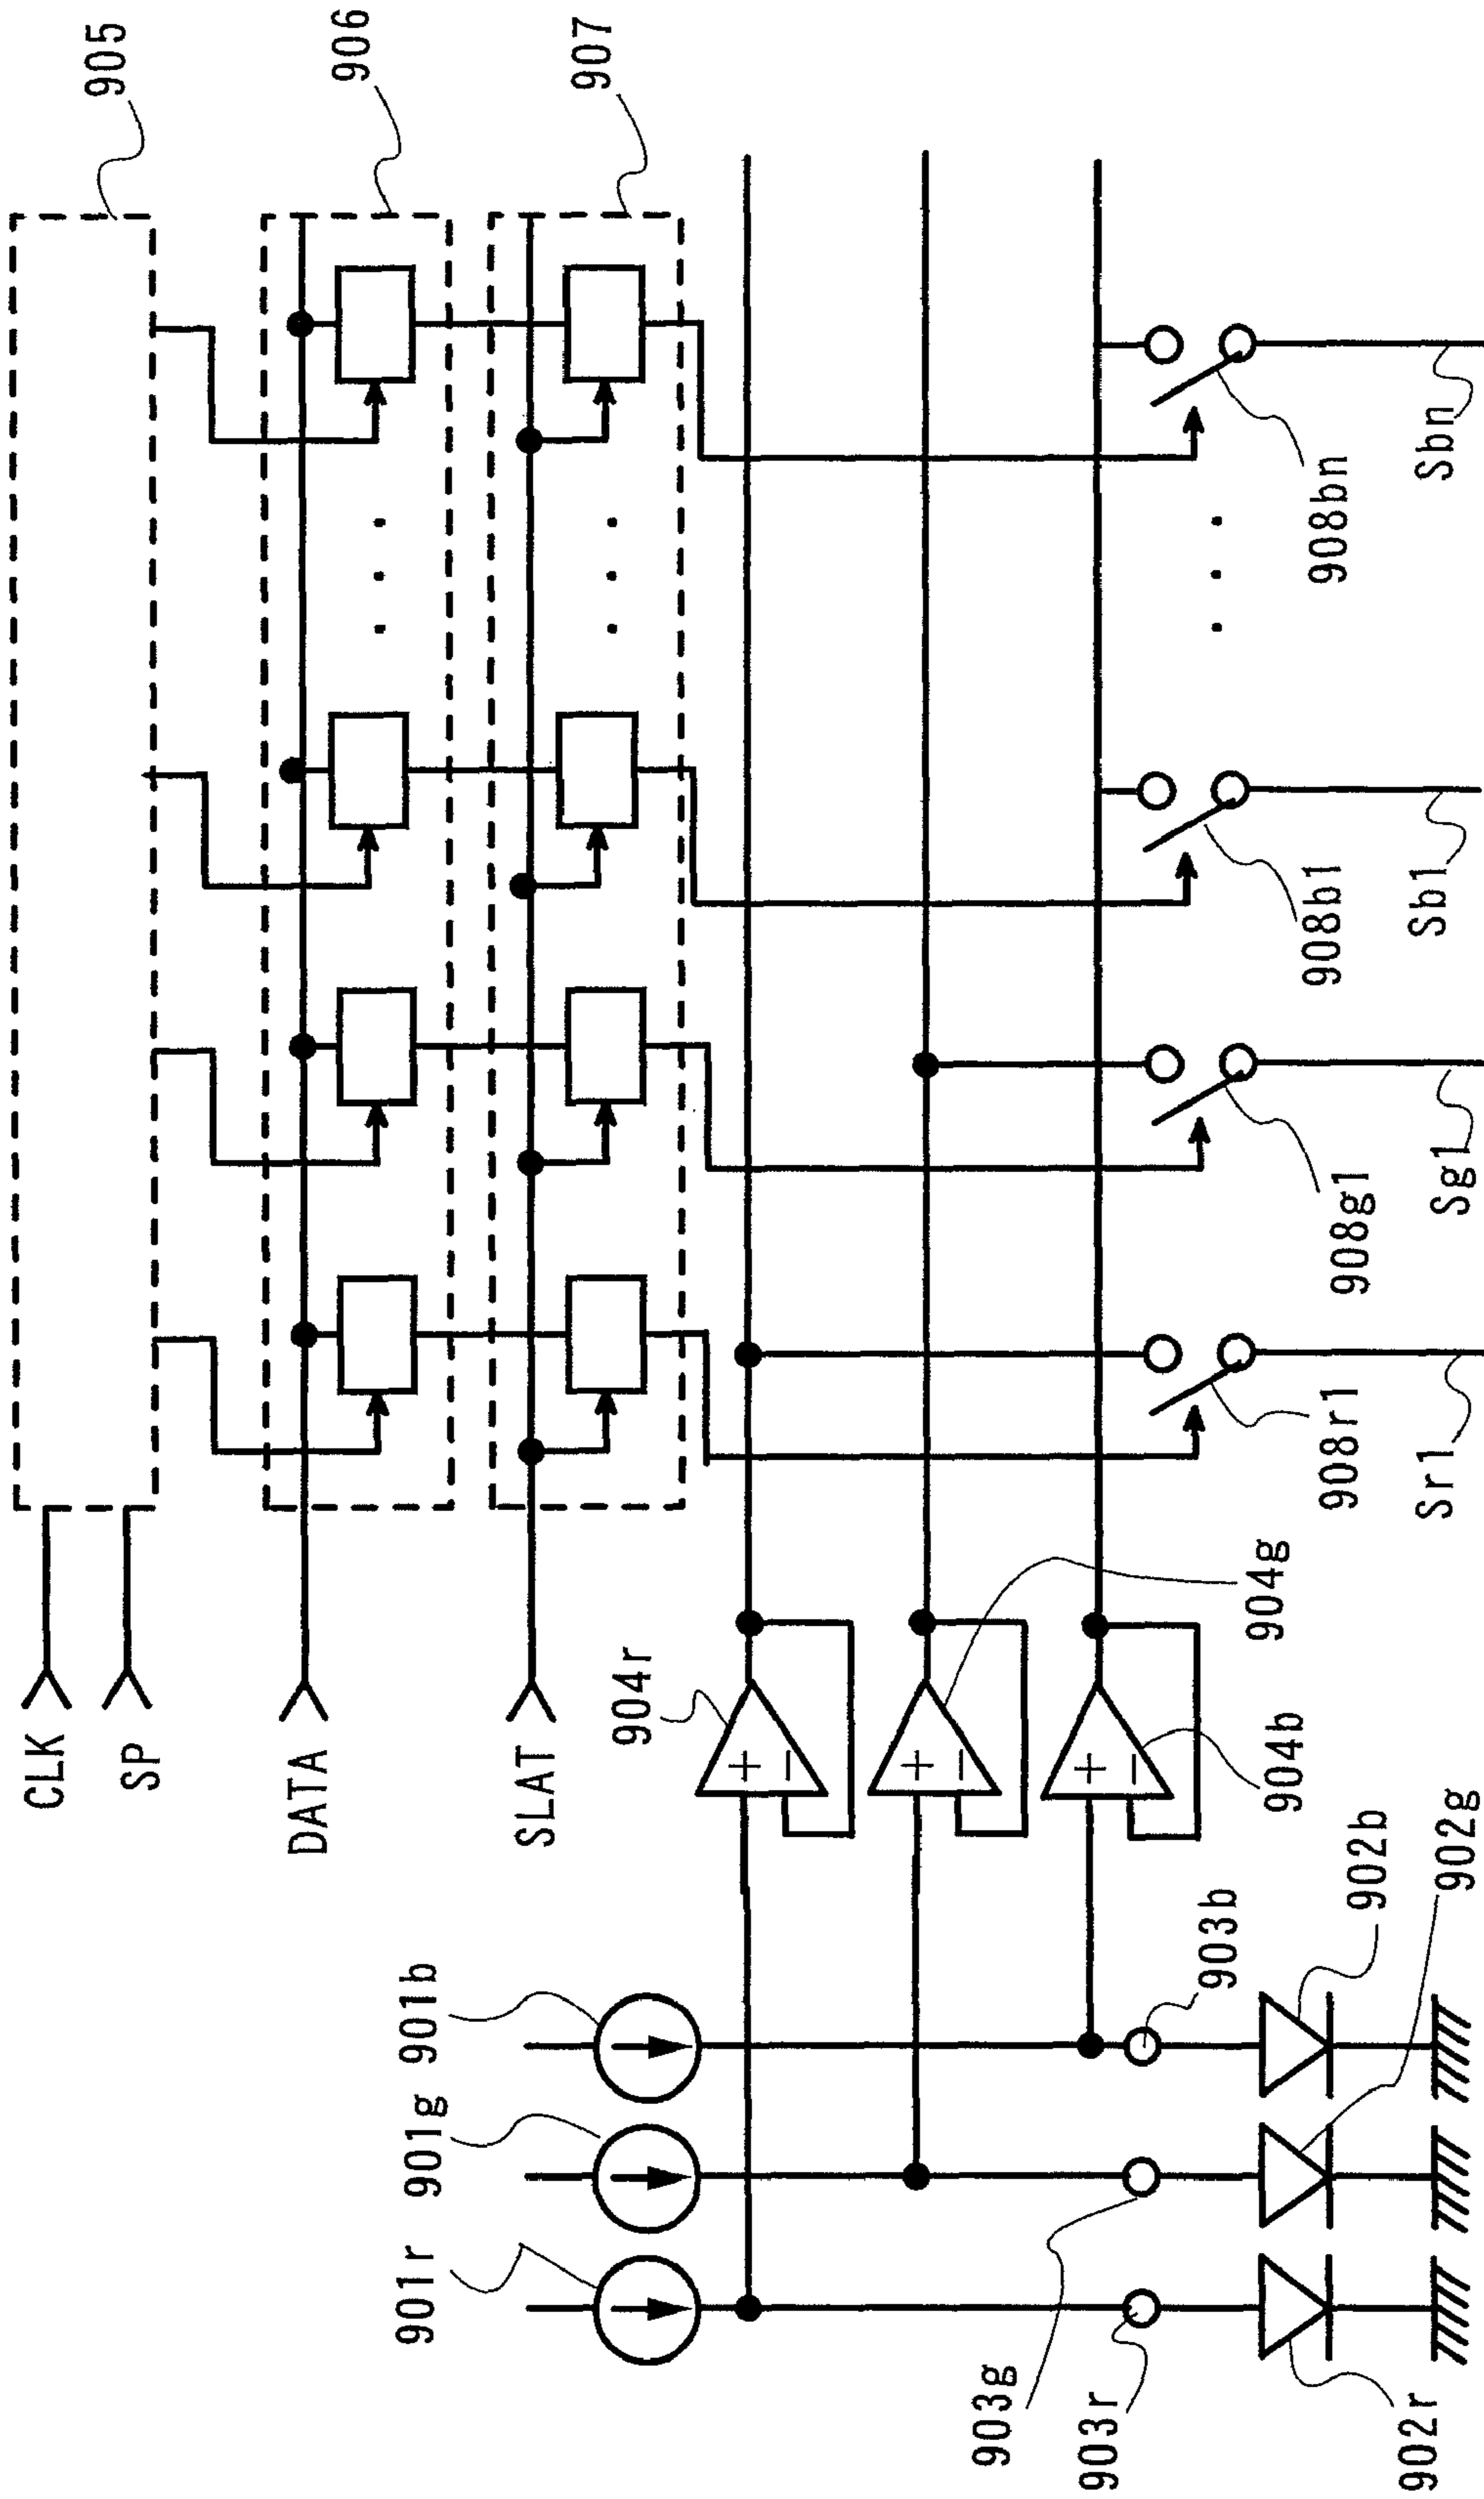 CLK
SP
DATA
SLAT
905
906
907
901r
901g
901b
904r
904g
904b
903g
903r
903b
902r
902b
902g
908r1
908g1
908b1
908bn
Sr1
Sg1
Sb1
Sbn
+
−
+
−
+
−